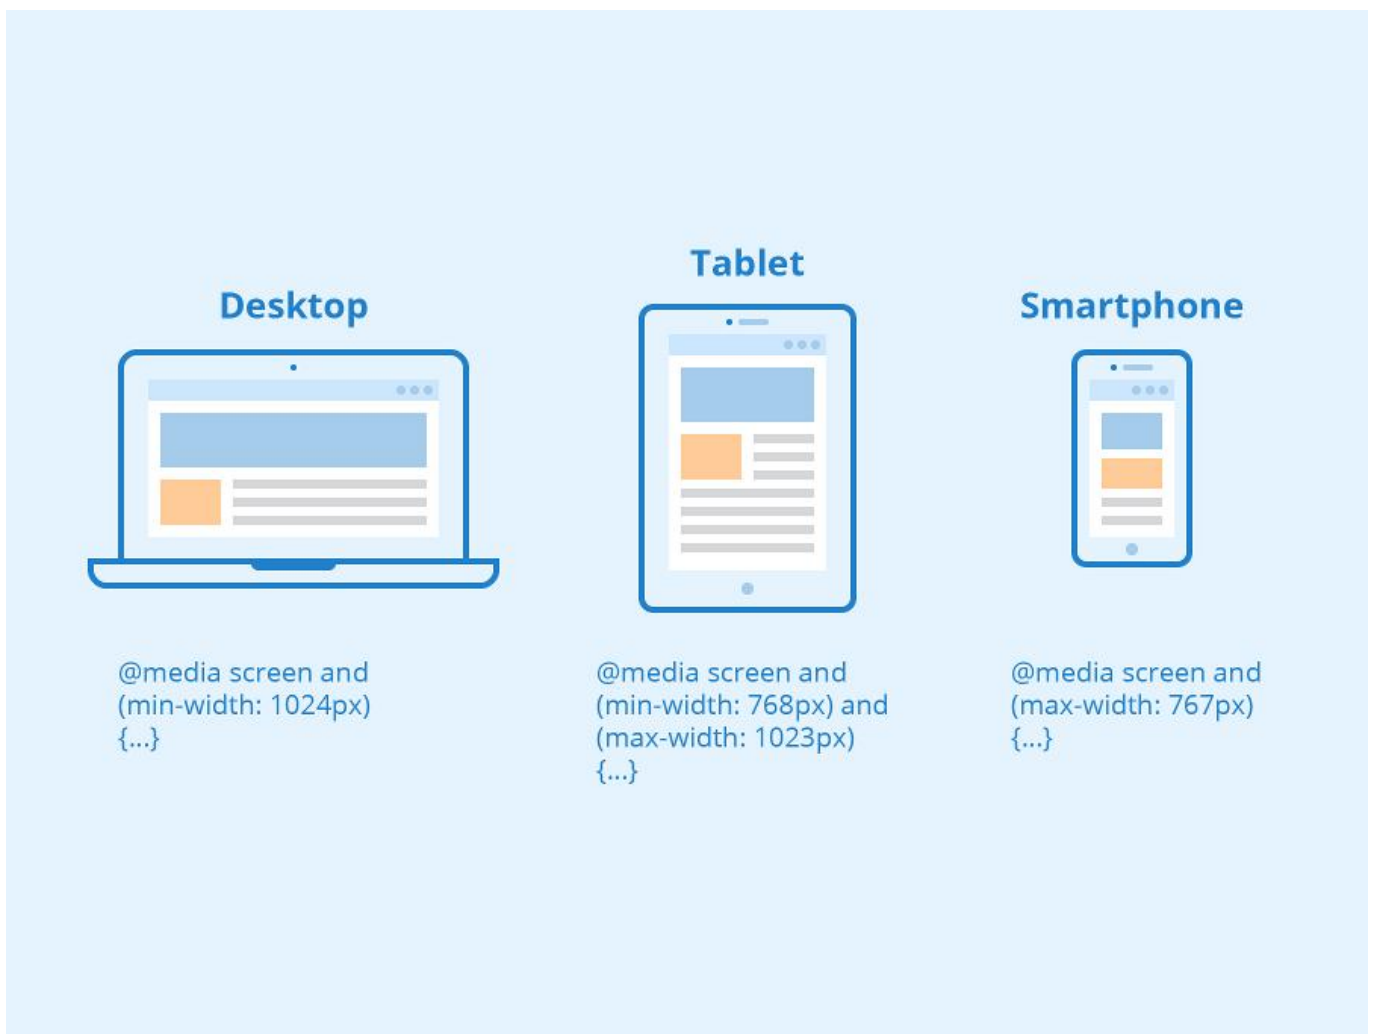 Desktop
@media screen and
(min-width: 1024px)
{...}
Tablet
@media screen and
(min-width: 768px) and
(max-width: 1023px)
{...}
Smartphone
@media screen and
(max-width: 767px)
{...}